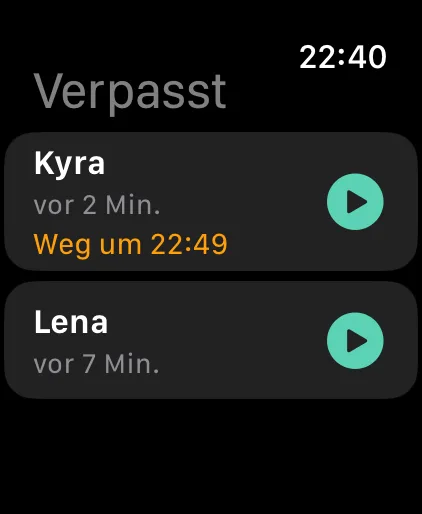 22:40
Verpasst
Kyra
vor 2 Min.
Weg um 22:49
Lena
vor 7 Min.